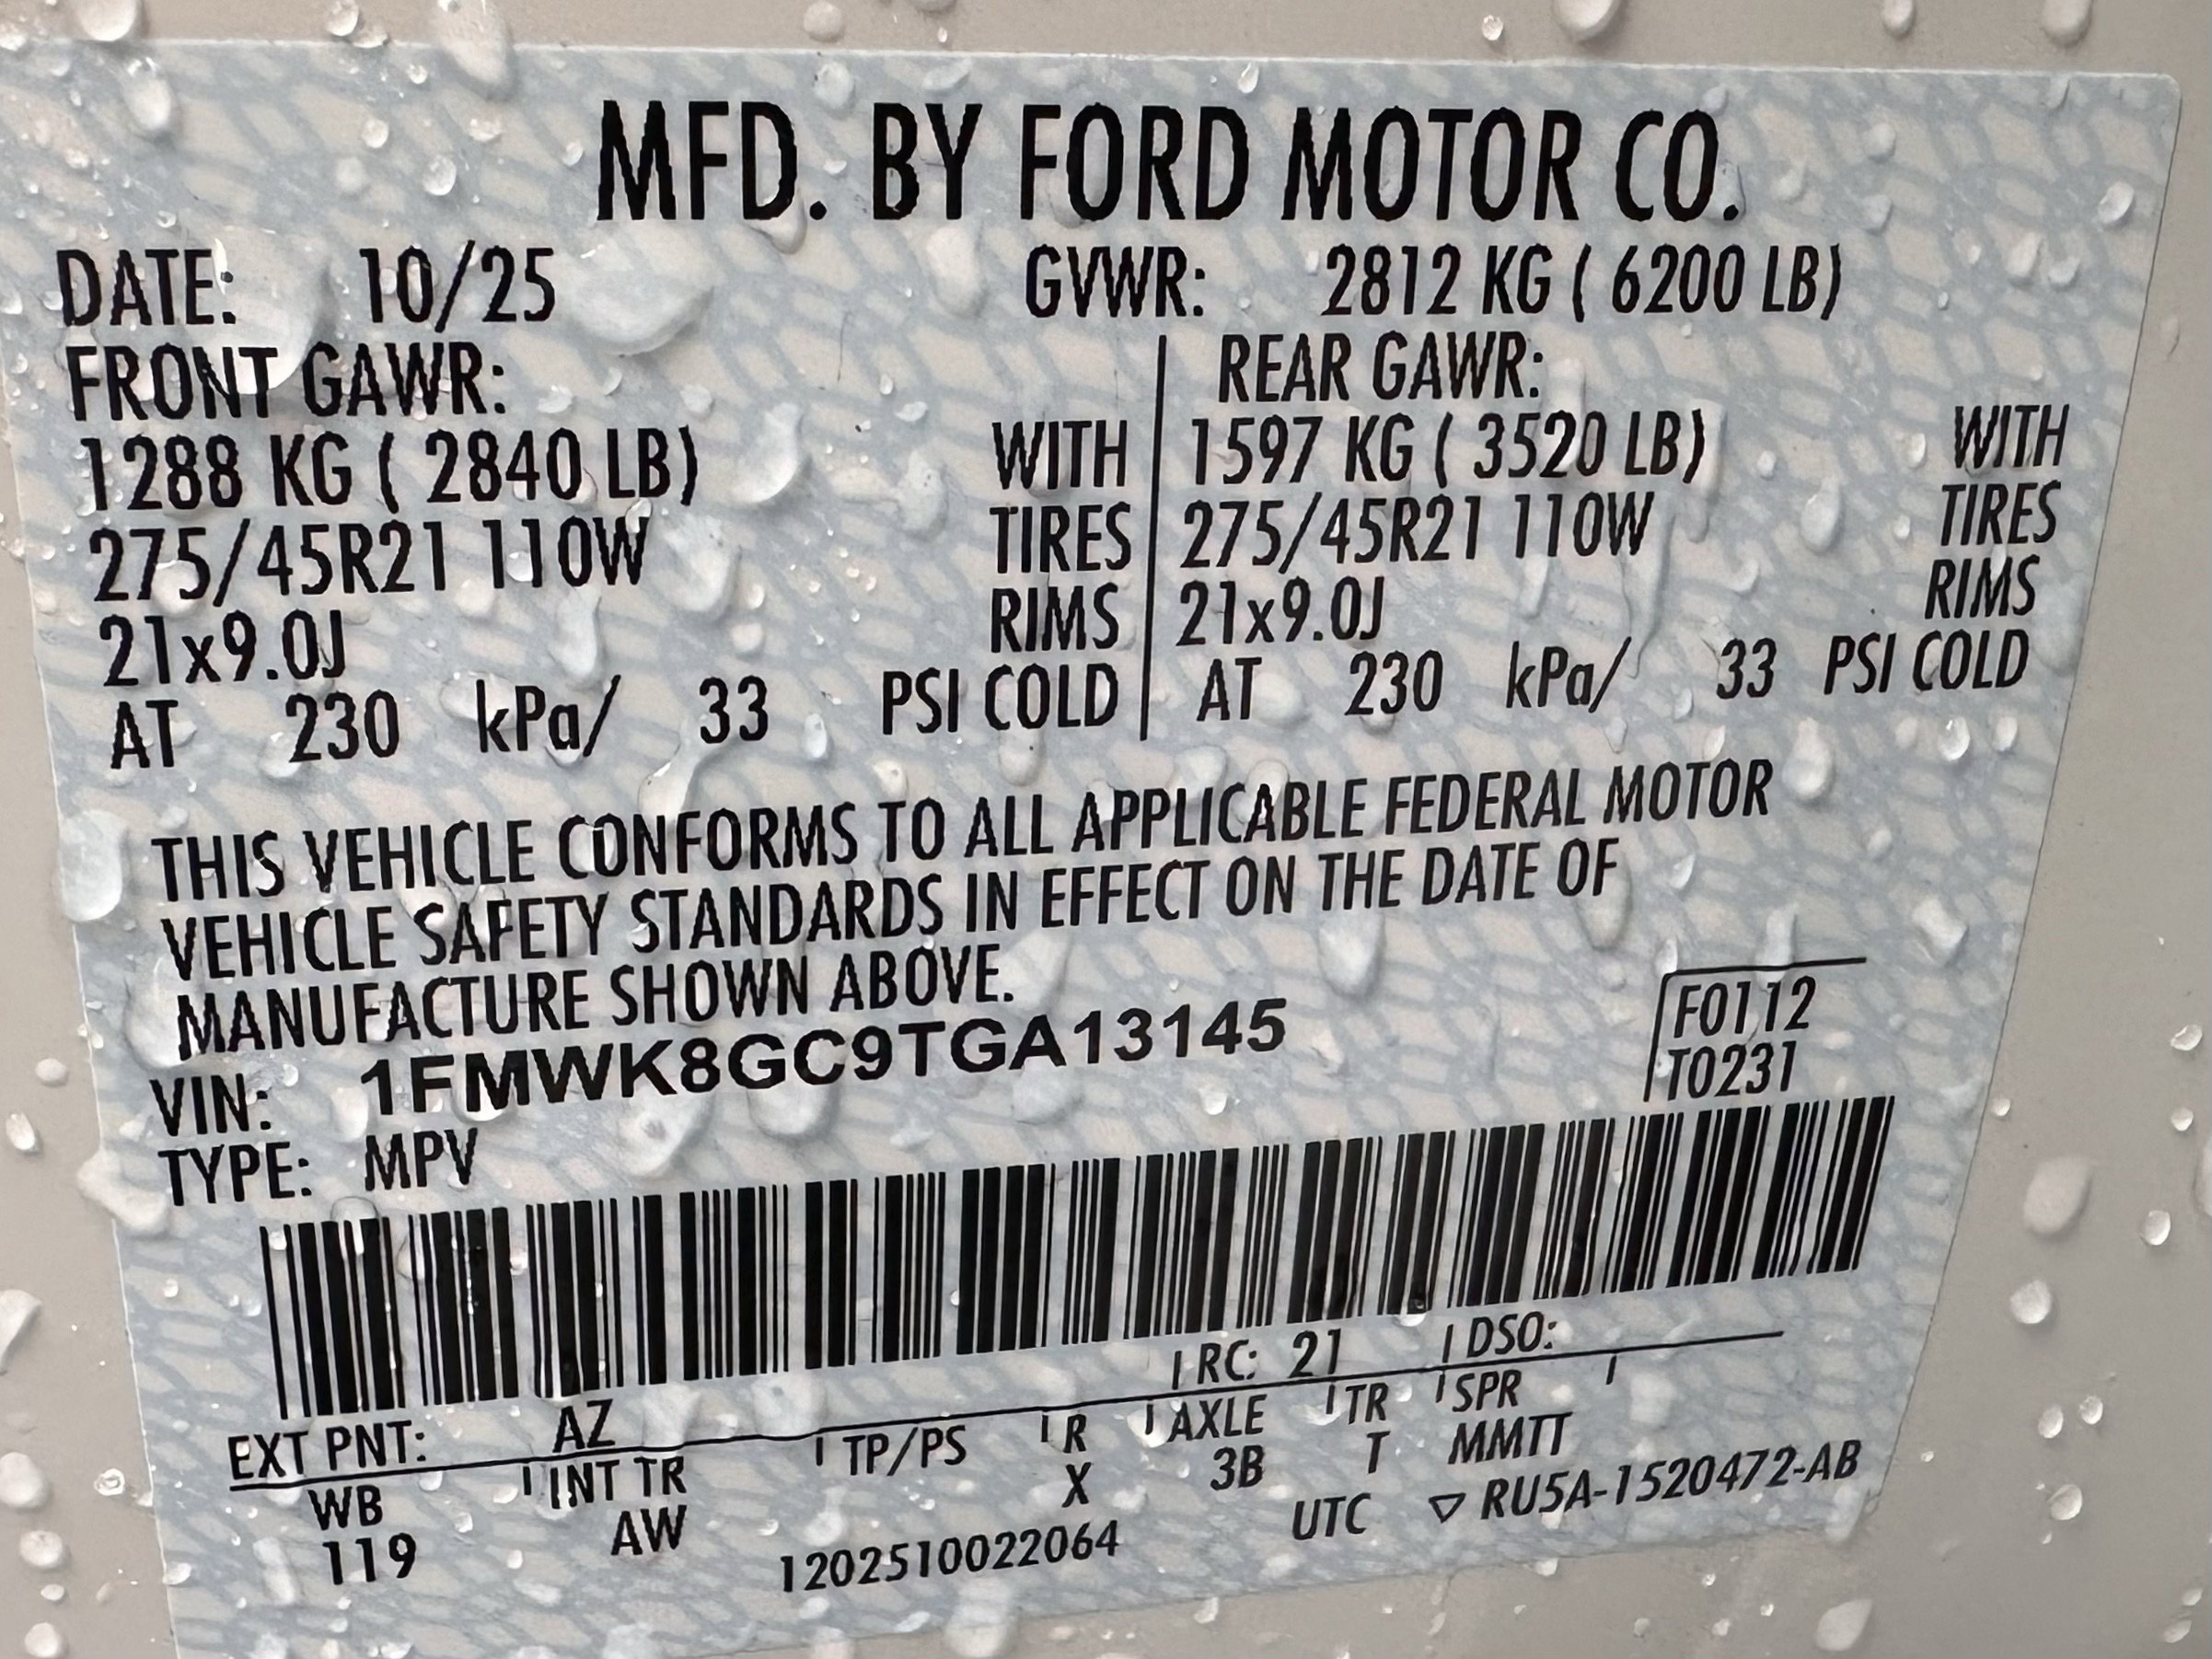 MFD. BY FORD MOTOR CO.
DATE: 10/25 GVWR: 2812 KG ( 6200 LB)
FRONT GAWR: REAR GAWR:
1288 KG ( 2840 LB) WITH 1597 KG ( 3520 LB) WITH
275/45R21 110W TIRES 275/45R21 110W TIRES
21x9.0J RIMS 21x9.0J RIMS
AT 230 kPa/ 33 PSI COLD AT 230 kPa/ 33 PSI COLD
THIS VEHICLE CONFORMS TO ALL APPLICABLE FEDERAL MOTOR
VEHICLE SAFETY STANDARDS IN EFFECT ON THE DATE OF
MANUFACTURE SHOWN ABOVE.
VIN: 1FMWK8GC9TGA13145 F0112
TYPE: MPV T0231
EXT PNT: AZ RC: 21 DSO:
WB INT TR TP/PS R AXLE TR SPR
119 AW X 3B T MMTT
1202510022064 UTC ▽ RU5A-1520472-AB